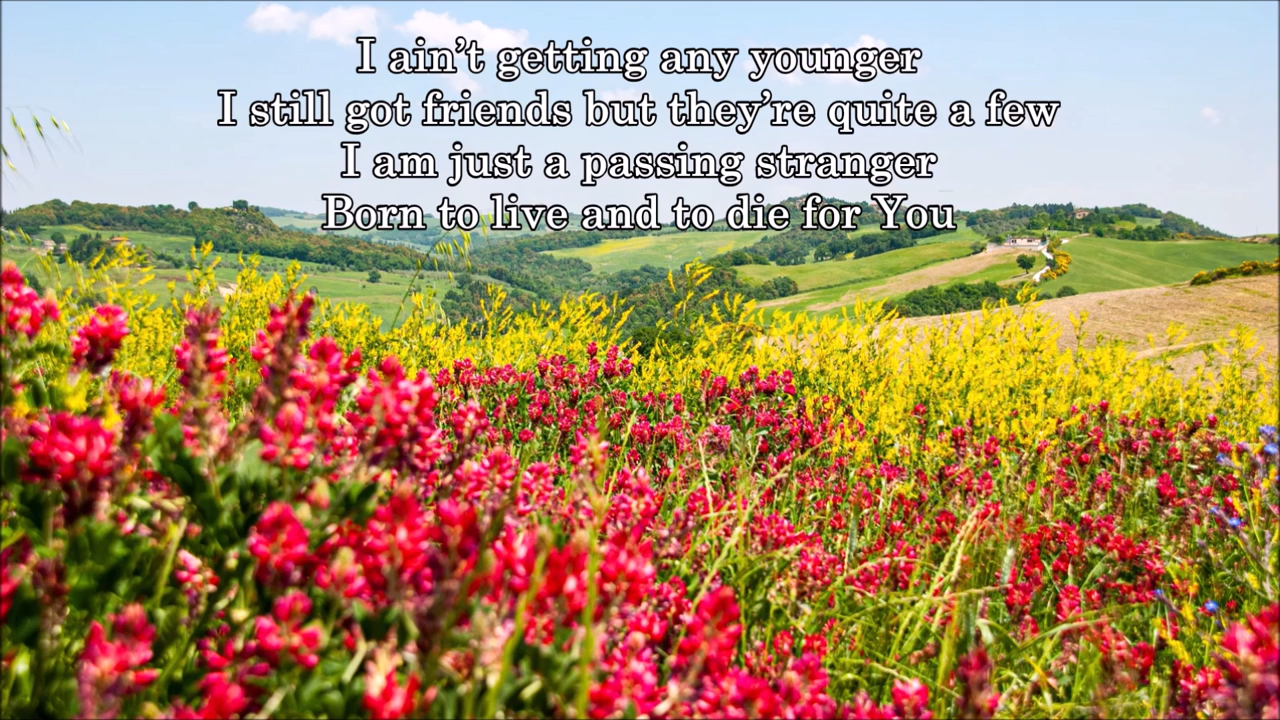 I ain’t getting any younger
I still got friends but they’re quite a few
I am just a passing stranger
Born to live and to die for You